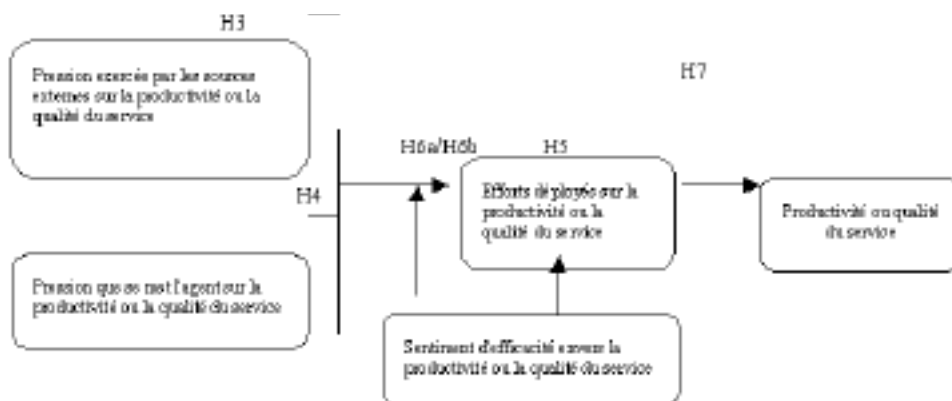 H3
Pression exercée par les sources
externes sur la productivité ou la
qualité du service
H7
H6a/H6b
H5
H4
Efforts déployés sur la
productivité ou la
qualité du service
Productivité ou qualité
du service
Pression que se met l'agent sur la
productivité ou la qualité du service
Sentiment d'efficacité envers la
productivité ou la qualité du service